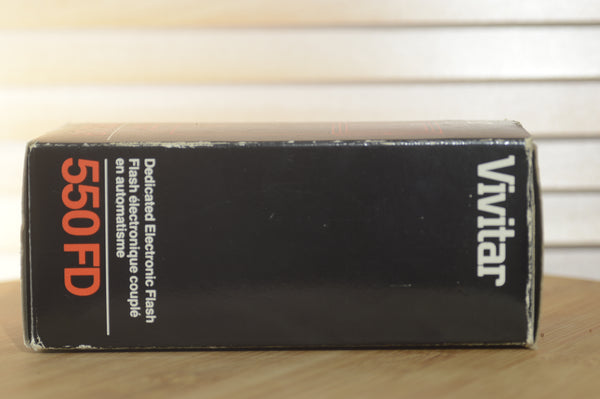 Vivitar
Dedicated Electronic Flash
Flash électronique couplé
en automatisme
550 FD